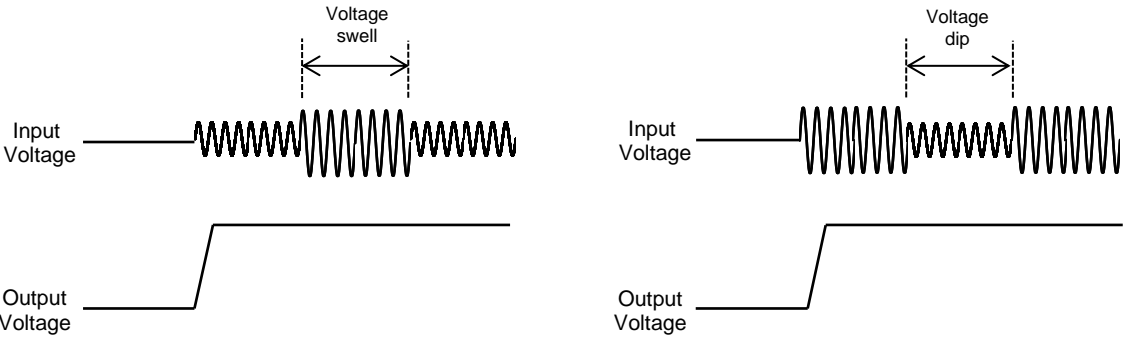 Voltage
swell
Input
Voltage
Output
Voltage
Voltage
dip
Input
Voltage
Output
Voltage